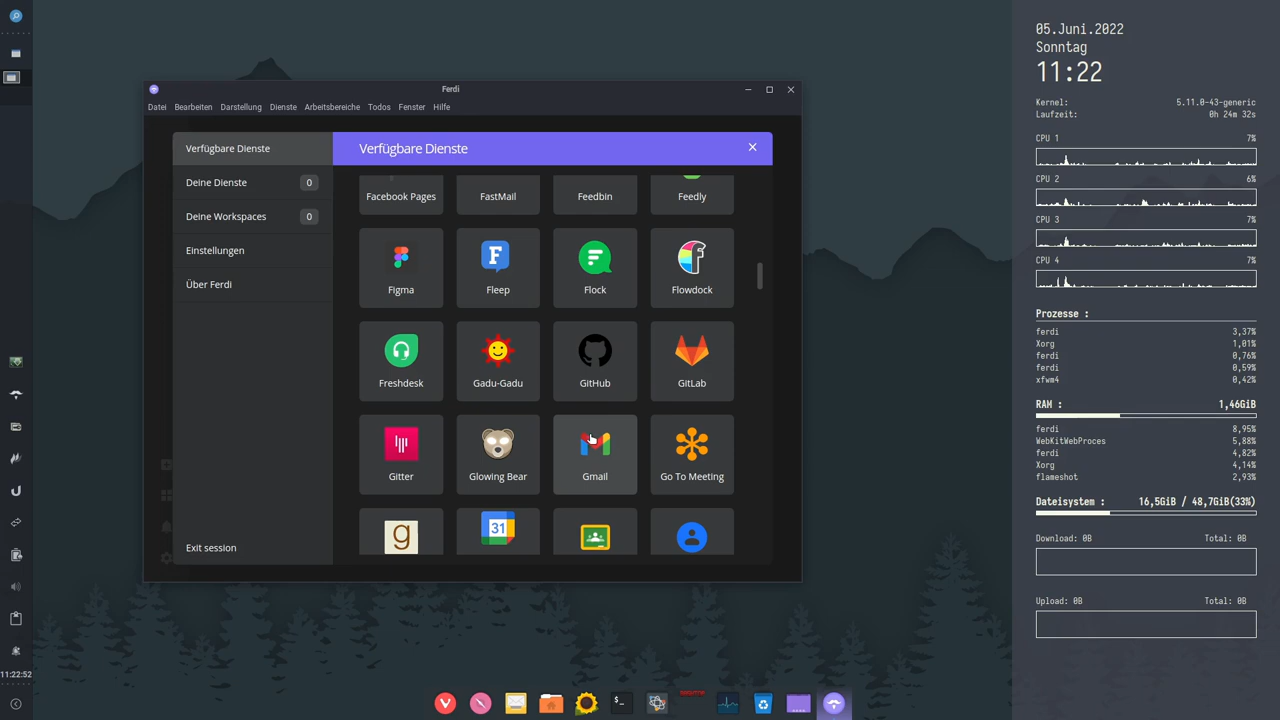 Ferdi
Datei Bearbeiten Darstellung Dienste Arbeitsbereiche Todos Fenster Hilfe
Verfügbare Dienste
Deine Dienste 0
Deine Workspaces 0
Einstellungen
Über Ferdi
Exit session
Verfügbare Dienste
Facebook Pages FastMail Feedbin Feedly
Figma Fleep Flock Flowdock
Freshdesk Gadu-Gadu GitHub GitLab
Gitter Glowing Bear Gmail Go To Meeting
31
05.Juni.2022
Sonntag
11:22
Kernel: 5.11.0-43-generic
Laufzeit: 0h 24m 32s
CPU 1 7%
CPU 2 6%
CPU 3 7%
CPU 4 7%
Prozesse :
ferdi 3,37%
Xorg 1,01%
ferdi 0,76%
ferdi 0,59%
xfwm4 0,42%
RAM : 1,46GiB
ferdi 8,95%
WebKitWebProces 5,88%
ferdi 4,82%
Xorg 4,14%
flameshot 2,93%
Dateisystem : 16,5GiB / 48,7GiB(33%)
Download: 0B Total: 0B
Upload: 0B Total: 0B
11:22:52